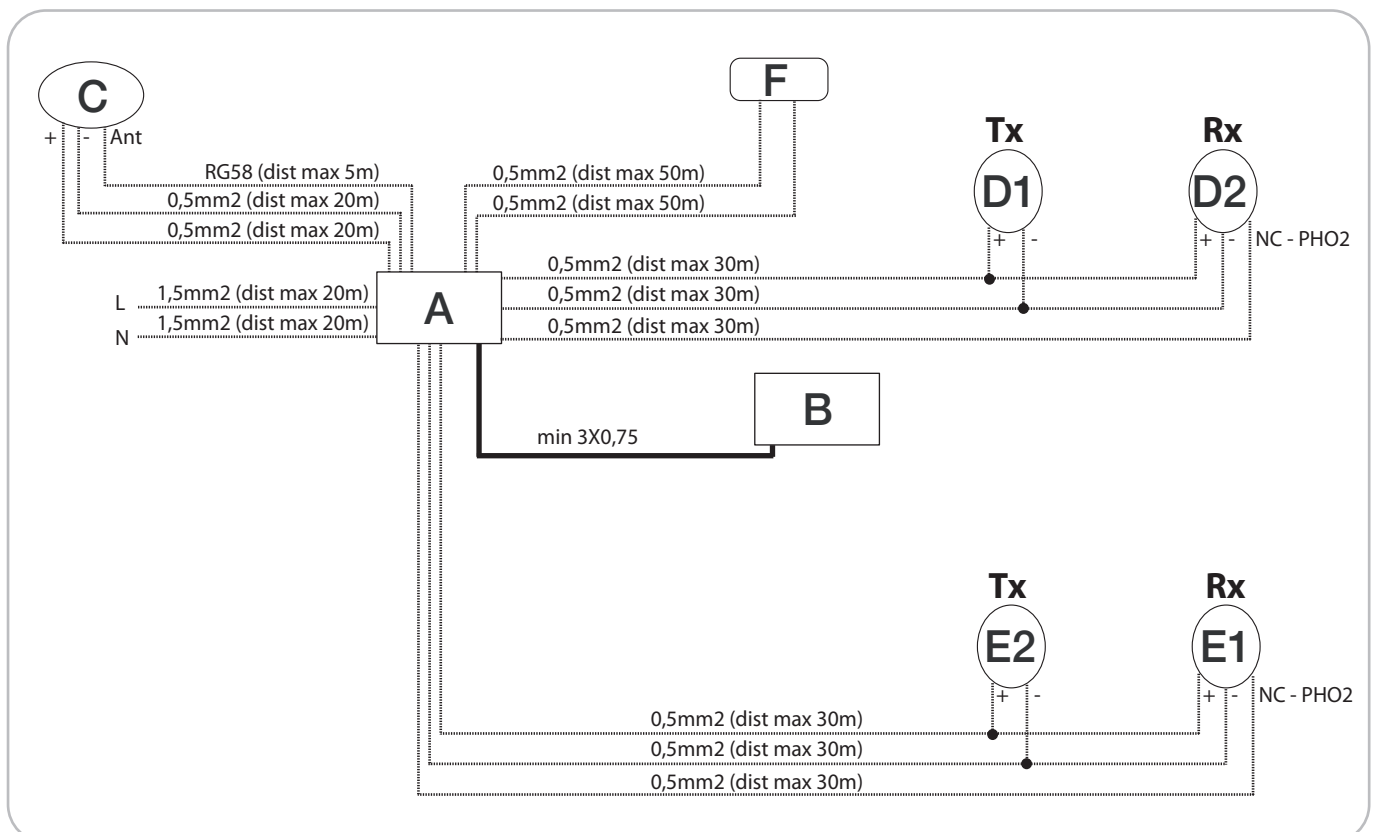 C
F
+ - Ant
Tx Rx
RG58 (dist max 5m)
0,5mm2 (dist max 50m)
D1 D2
0,5mm2 (dist max 20m)
0,5mm2 (dist max 50m)
0,5mm2 (dist max 20m)
+ - + - NC - PHO2
0,5mm2 (dist max 30m)
L 1,5mm2 (dist max 20m)
A
0,5mm2 (dist max 30m)
N 1,5mm2 (dist max 20m)
0,5mm2 (dist max 30m)
B
min 3X0,75
Tx Rx
E2 E1
+ - + - NC - PHO2
0,5mm2 (dist max 30m)
0,5mm2 (dist max 30m)
0,5mm2 (dist max 30m)